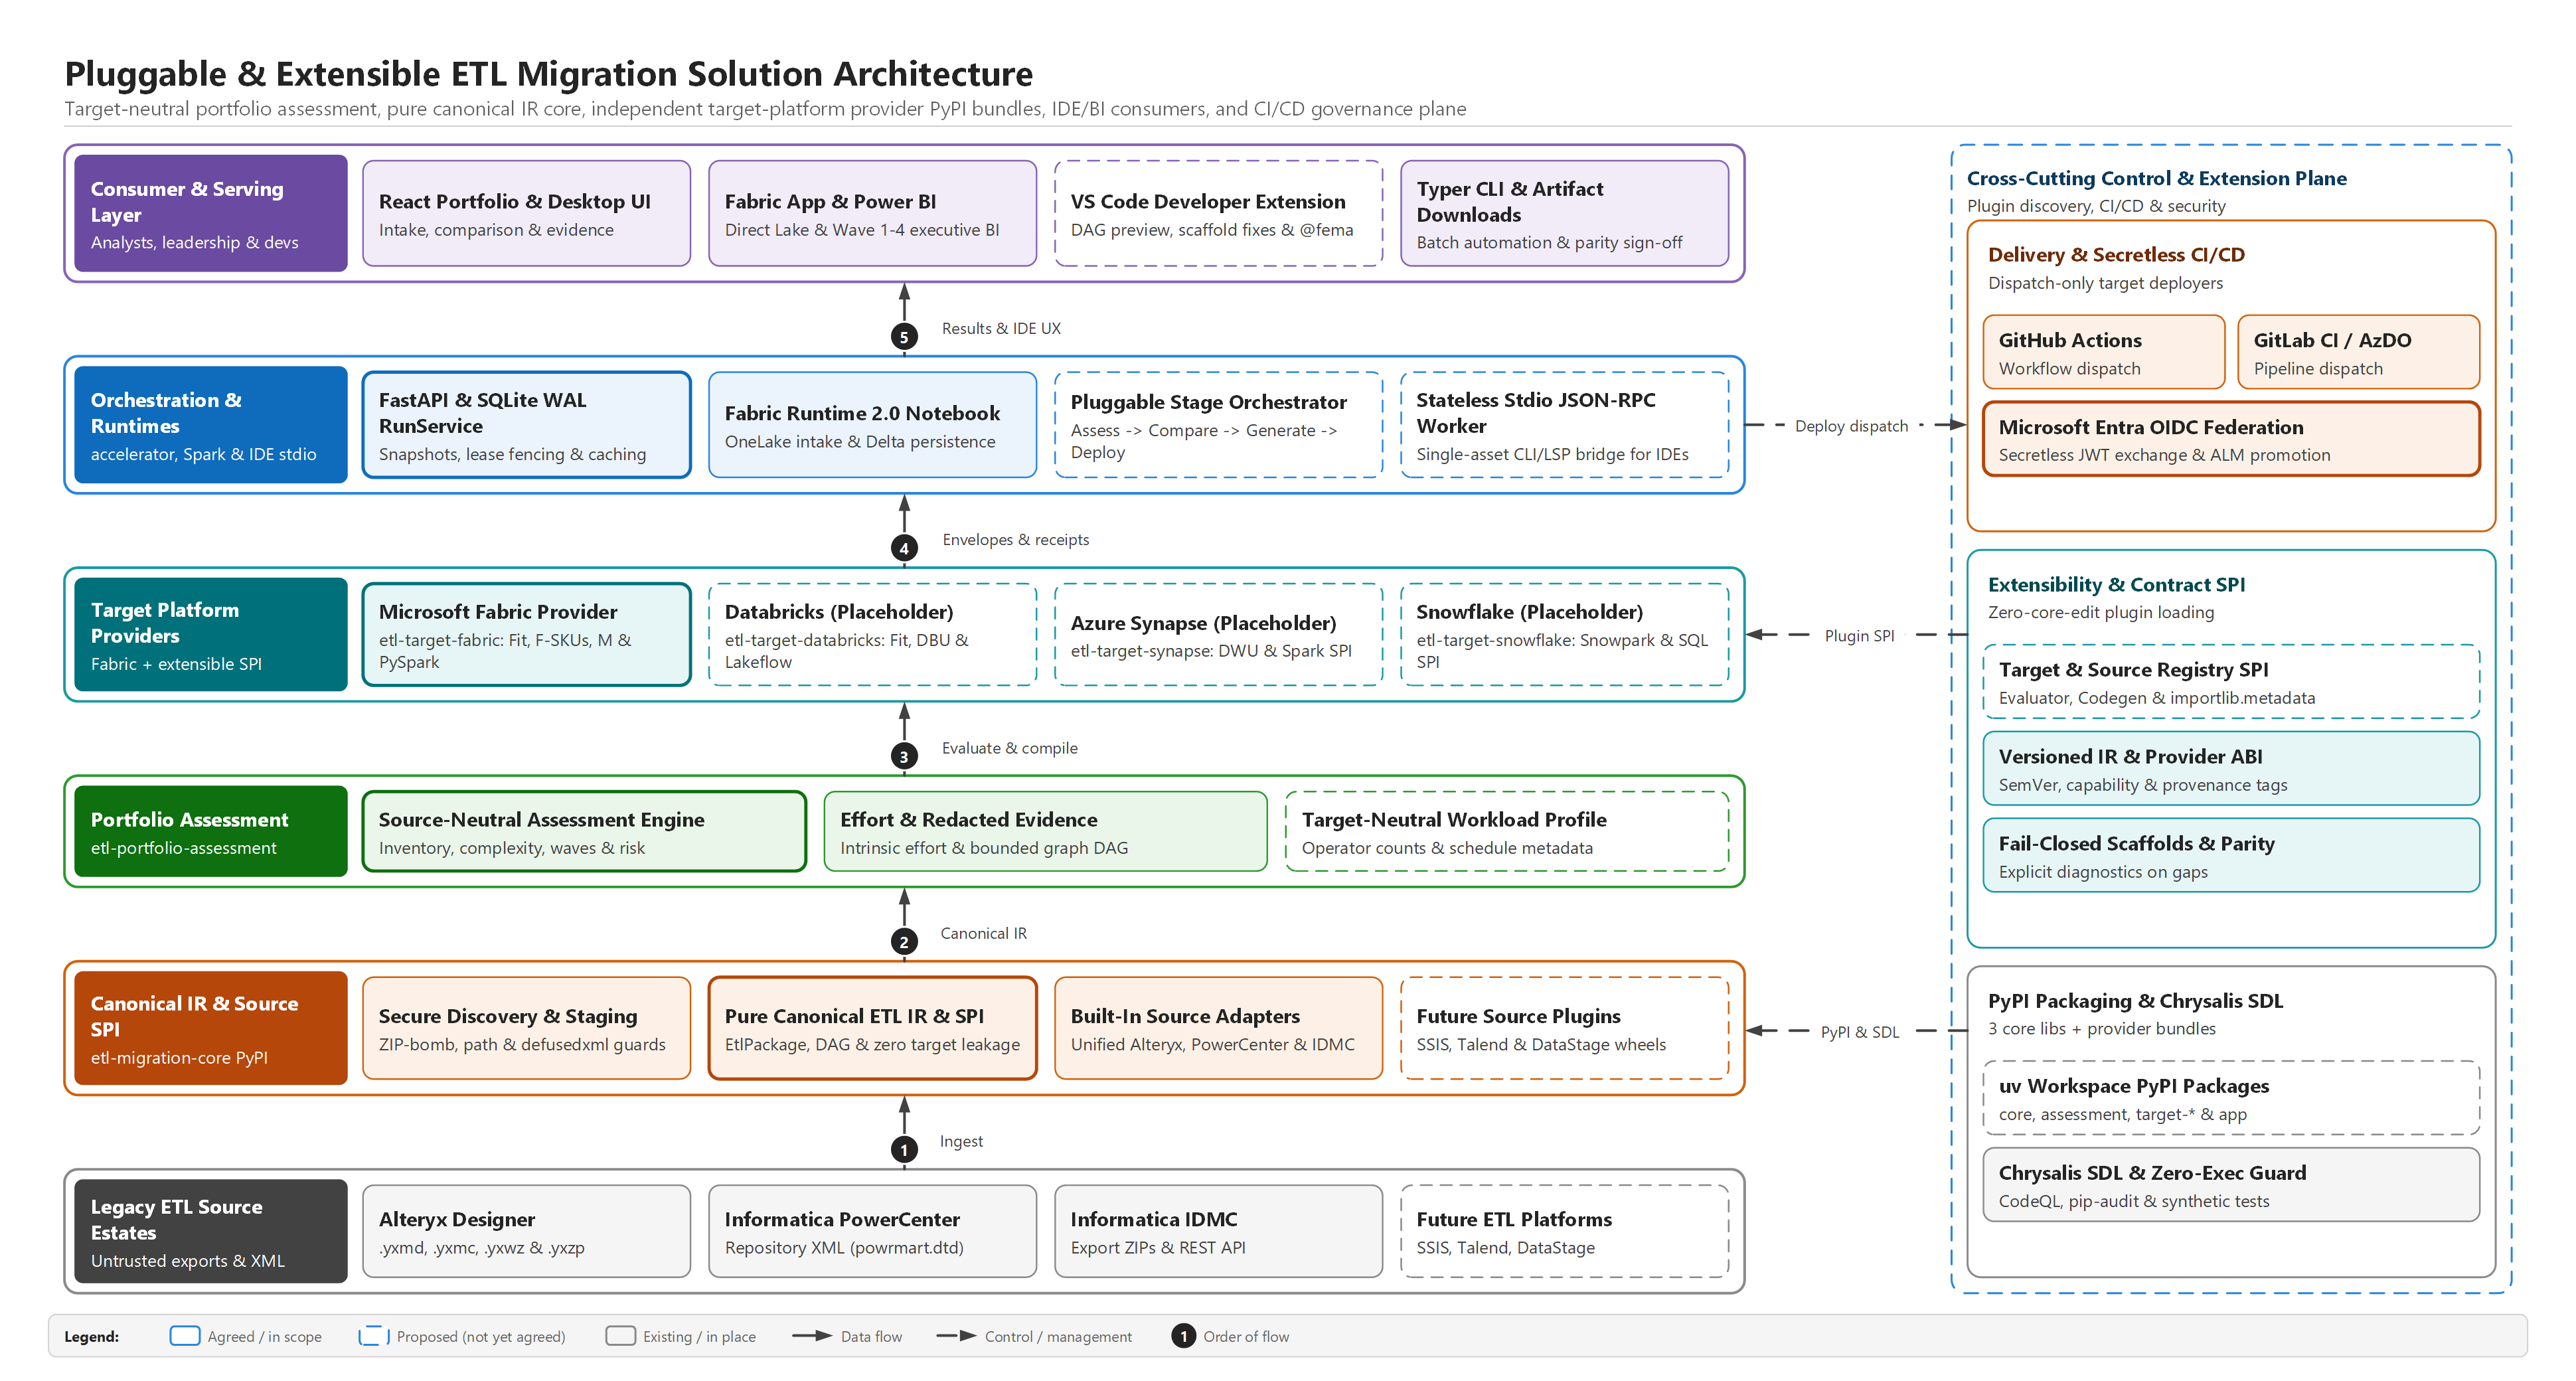 Pluggable & Extensible ETL Migration Solution Architecture
Target-neutral portfolio assessment, pure canonical IR core, independent target-platform provider PyPI bundles, IDE/BI consumers, and CI/CD governance plane
Consumer & Serving
Layer
Analysts, leadership & devs
React Portfolio & Desktop UI
Intake, comparison & evidence
Fabric App & Power BI
Direct Lake & Wave 1-4 executive BI
VS Code Developer Extension
DAG preview, scaffold fixes & @fema
Typer CLI & Artifact
Downloads
Batch automation & parity sign-off
5
Results & IDE UX
Orchestration &
Runtimes
accelerator, Spark & IDE stdio
FastAPI & SQLite WAL
RunService
Snapshots, lease fencing & caching
Fabric Runtime 2.0 Notebook
OneLake intake & Delta persistence
Pluggable Stage Orchestrator
Assess -> Compare -> Generate ->
Deploy
Stateless Stdio JSON-RPC
Worker
Single-asset CLI/LSP bridge for IDEs
Deploy dispatch
4
Envelopes & receipts
Target Platform
Providers
Fabric + extensible SPI
Microsoft Fabric Provider
etl-target-fabric: Fit, F-SKUs, M &
PySpark
Databricks (Placeholder)
etl-target-databricks: Fit, DBU &
Lakeflow
Azure Synapse (Placeholder)
etl-target-synapse: DWU & Spark SPI
Snowflake (Placeholder)
etl-target-snowflake: Snowpark & SQL
SPI
Plugin SPI
3
Evaluate & compile
Portfolio Assessment
etl-portfolio-assessment
Source-Neutral Assessment Engine
Inventory, complexity, waves & risk
Effort & Redacted Evidence
Intrinsic effort & bounded graph DAG
Target-Neutral Workload Profile
Operator counts & schedule metadata
2
Canonical IR
Canonical IR & Source
SPI
etl-migration-core PyPI
Secure Discovery & Staging
ZIP-bomb, path & defusedxml guards
Pure Canonical ETL IR & SPI
EtlPackage, DAG & zero target leakage
Built-In Source Adapters
Unified Alteryx, PowerCenter & IDMC
Future Source Plugins
SSIS, Talend & DataStage wheels
PyPI & SDL
1
Ingest
Legacy ETL Source
Estates
Untrusted exports & XML
Alteryx Designer
.yxmd, .yxmc, .yxwz & .yxzp
Informatica PowerCenter
Repository XML (powrmart.dtd)
Informatica IDMC
Export ZIPs & REST API
Future ETL Platforms
SSIS, Talend, DataStage
Cross-Cutting Control & Extension Plane
Plugin discovery, CI/CD & security
Delivery & Secretless CI/CD
Dispatch-only target deployers
GitHub Actions
Workflow dispatch
GitLab CI / AzDO
Pipeline dispatch
Microsoft Entra OIDC Federation
Secretless JWT exchange & ALM promotion
Extensibility & Contract SPI
Zero-core-edit plugin loading
Target & Source Registry SPI
Evaluator, Codegen & importlib.metadata
Versioned IR & Provider ABI
SemVer, capability & provenance tags
Fail-Closed Scaffolds & Parity
Explicit diagnostics on gaps
PyPI Packaging & Chrysalis SDL
3 core libs + provider bundles
uv Workspace PyPI Packages
core, assessment, target-* & app
Chrysalis SDL & Zero-Exec Guard
CodeQL, pip-audit & synthetic tests
Legend:
Agreed / in scope
Proposed (not yet agreed)
Existing / in place
Data flow
Control / management
1
Order of flow